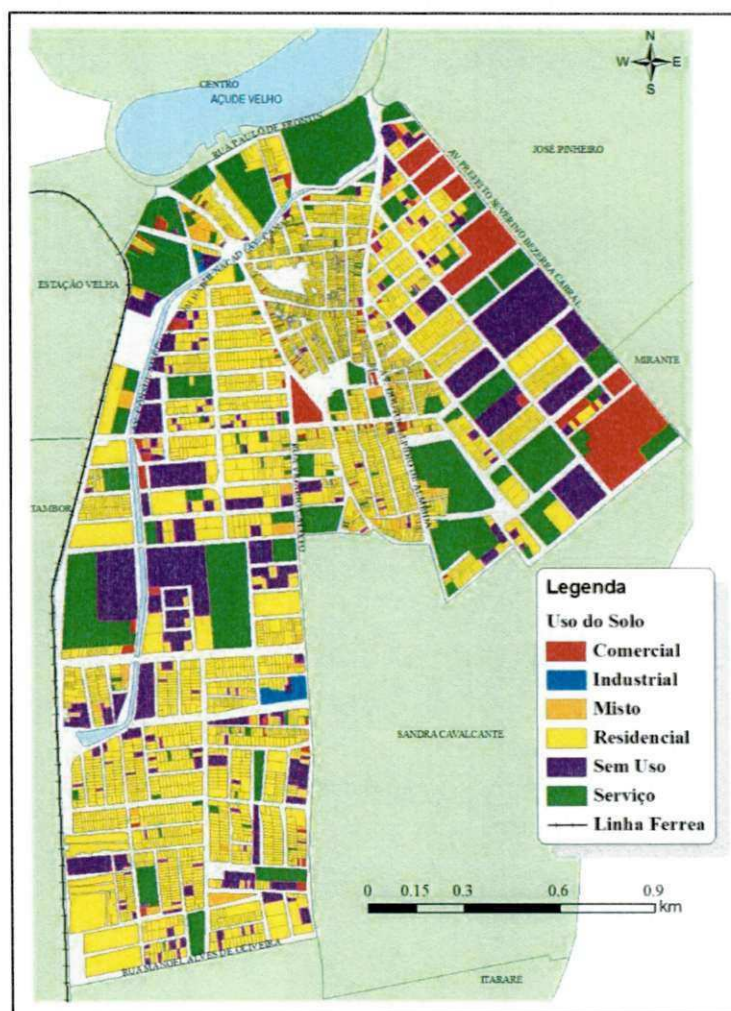 N
W E
S
CENTRO
AÇUDE VELHO
RUA PAULO DE FRONTIN
JOSÉ PINHEIRO
AV PREFEITO SEVERINO BEZERRA CABRAL
ESTAÇÃO VELHA
MIRANTE
TAMBOR
SANDRA CAVALCANTE
RUA MANOEL ALVES DE OLIVEIRA
ITARARÉ
Legenda
Uso do Solo
Comercial
Industrial
Misto
Residencial
Sem Uso
Serviço
Linha Ferrea
0 0.15 0.3 0.6 0.9
km